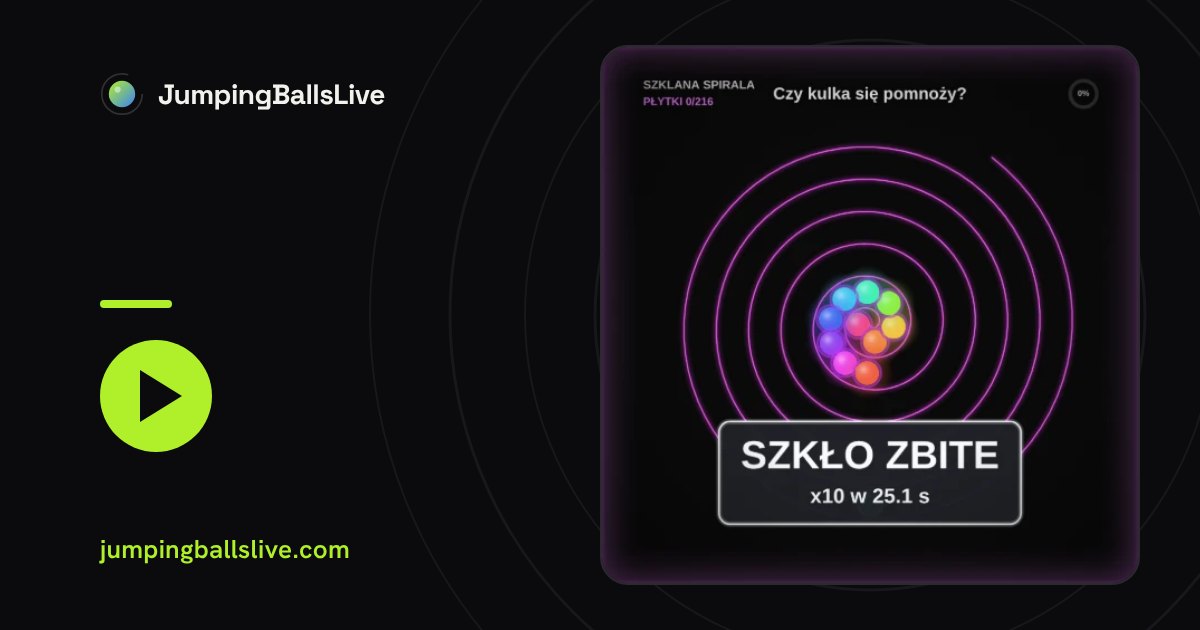 JumpingBallsLive
jumpingballslive.com
SZKLANA SPIRALA
PŁYTKI 0/216
Czy kulka się pomnoży?
0%
SZKŁO ZBITE
x10 w 25.1 s